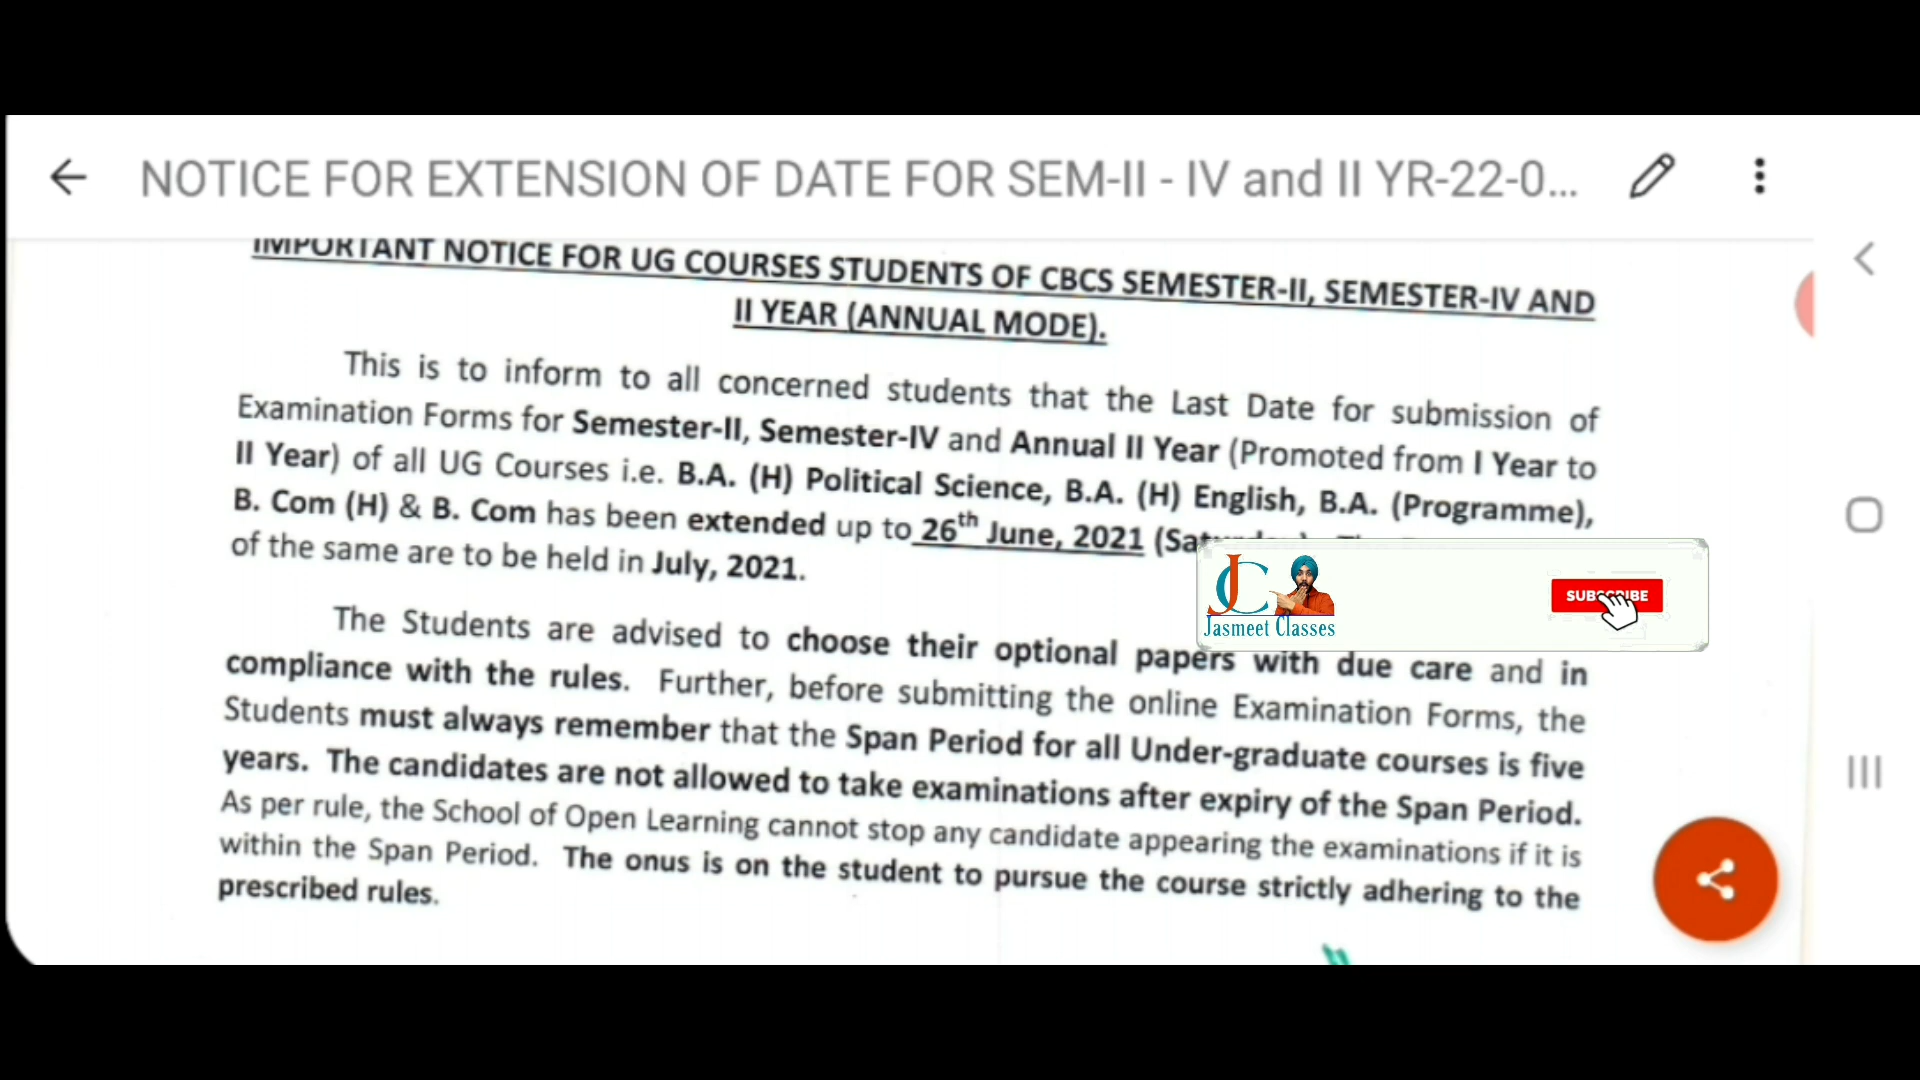 NOTICE FOR EXTENSION OF DATE FOR SEM-II - IV and II YR-22-0...
IMPORTANT NOTICE FOR UG COURSES STUDENTS OF CBCS SEMESTER-II, SEMESTER-IV AND
II YEAR (ANNUAL MODE).
This is to inform to all concerned students that the Last Date for submission of
Examination Forms for Semester-II, Semester-IV and Annual II Year (Promoted from I Year to
II Year) of all UG Courses i.e. B.A. (H) Political Science, B.A. (H) English, B.A. (Programme),
B. Com (H) & B. Com has been extended up to 26th June, 2021
of the same are to be held in July, 2021.
JC
Jasmeet Classes
SUBSCRIBE
The Students are advised to choose their optional papers with due care and in
compliance with the rules. Further, before submitting the online Examination Forms, the
Students must always remember that the Span Period for all Under-graduate courses is five
years. The candidates are not allowed to take examinations after expiry of the Span Period.
As per rule, the School of Open Learning cannot stop any candidate appearing the examinations if it is
within the Span Period. The onus is on the student to pursue the course strictly adhering to the
prescribed rules.